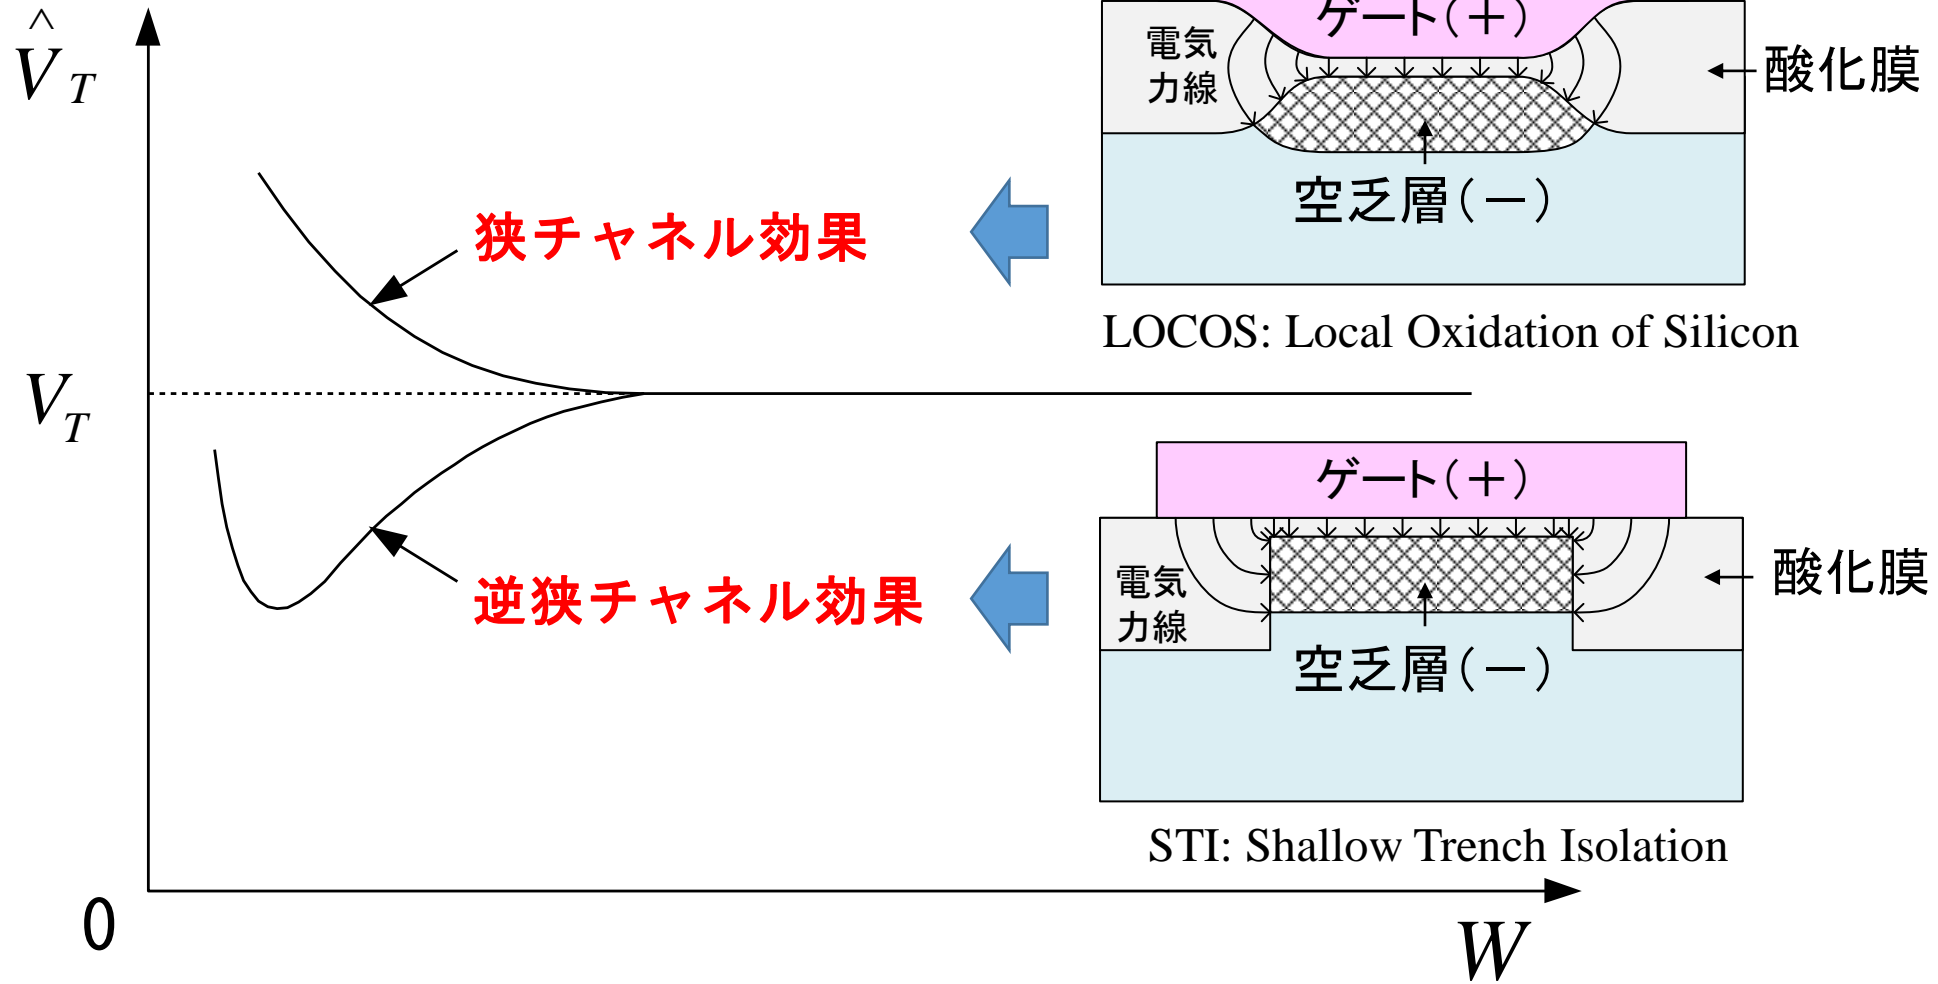 V̂T
ゲート(+)
電気
力線
酸化膜
空乏層(-)
狭チャネル効果
LOCOS: Local Oxidation of Silicon
VT
ゲート(+)
電気
力線
酸化膜
逆狭チャネル効果
空乏層(-)
STI: Shallow Trench Isolation
0
W